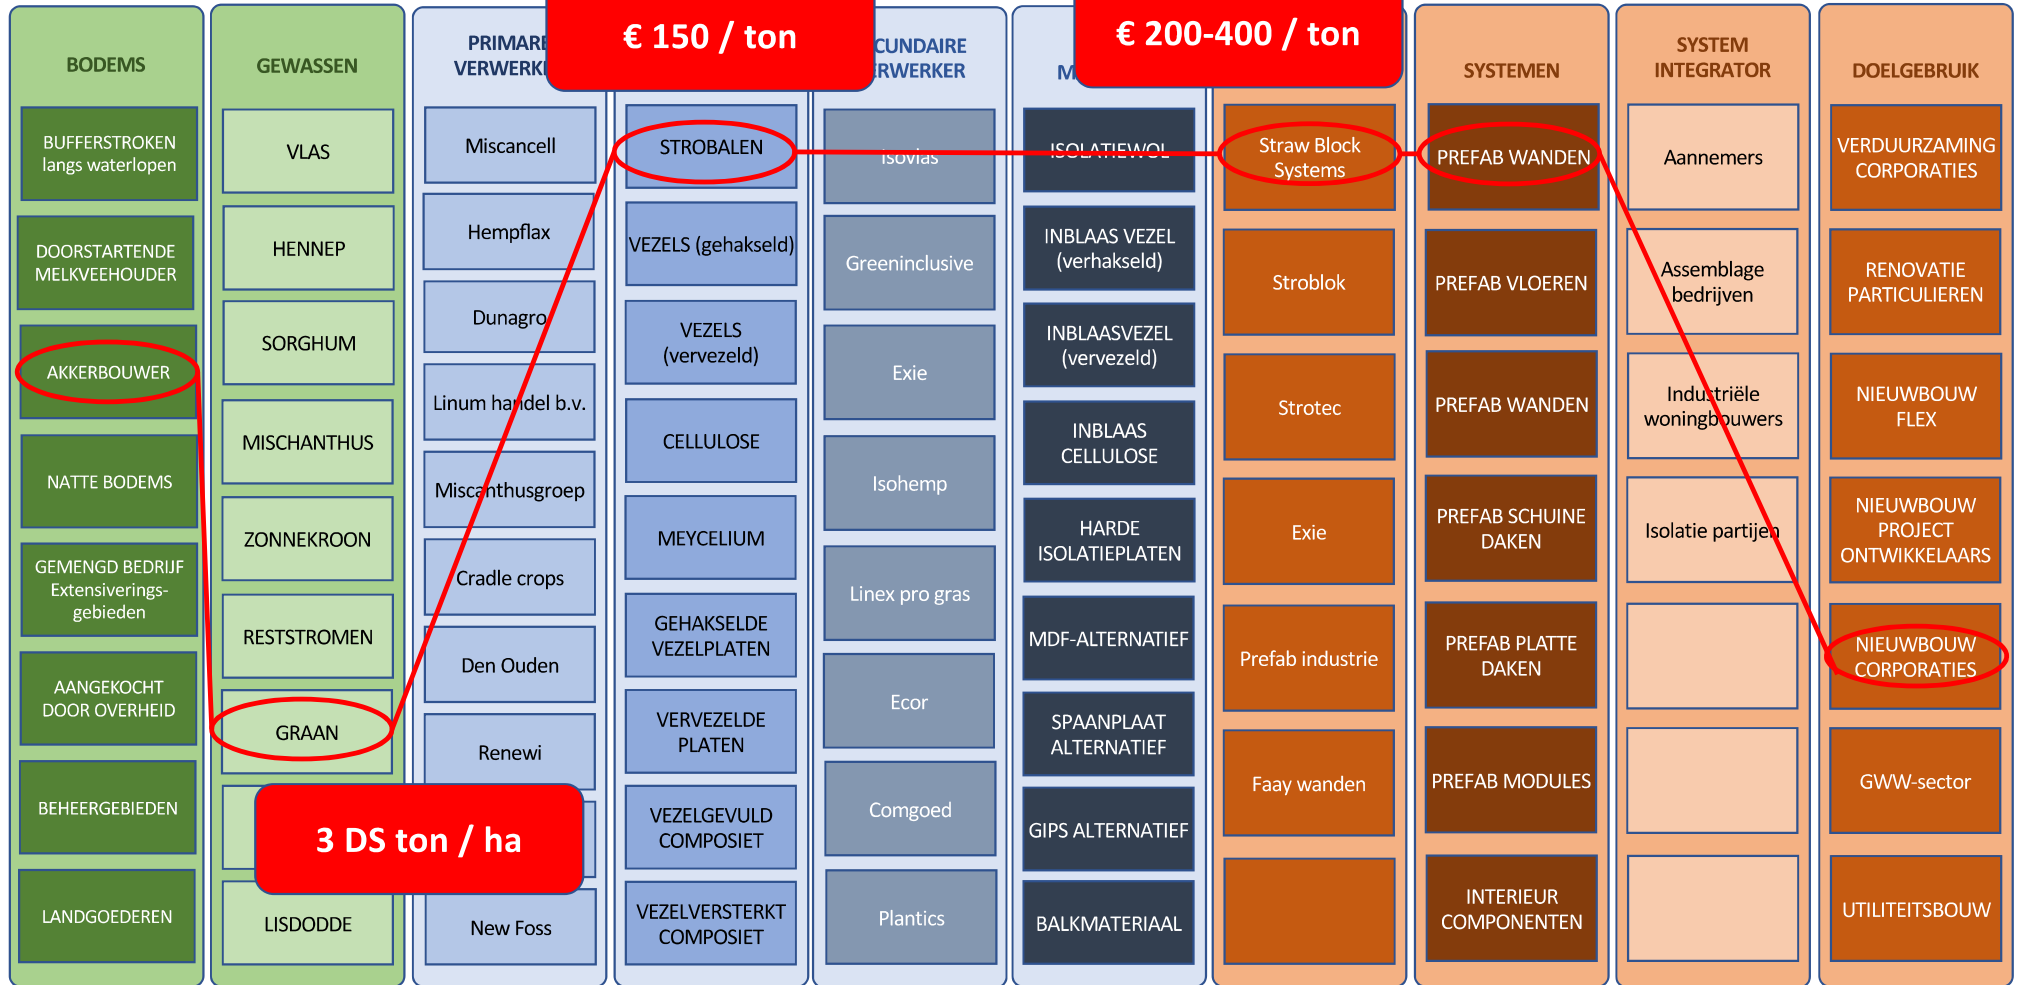 € 150 / ton
€ 200-400 / ton
3 DS ton / ha
BODEMS
BUFFERSTROKEN
langs waterlopen
DOORSTARTENDE
MELKVEEHOUDER
AKKERBOUWER
NATTE BODEMS
GEMENGD BEDRIJF
Extensiverings-
gebieden
AANGEKOCHT
DOOR OVERHEID
BEHEERGEBIEDEN
LANDGOEDEREN
GEWASSEN
VLAS
HENNEP
SORGHUM
MISCHANTHUS
ZONNEKROON
RESTSTROMEN
GRAAN
LISDODDE
PRIMARE
VERWERK
Miscancell
Hempflax
Dunagro
Linum handel b.v.
Miscanthusgroep
Cradle crops
Den Ouden
Renewi
New Foss
STROBALEN
VEZELS (gehakseld)
VEZELS
(vervezeld)
CELLULOSE
MEYCELIUM
GEHAKSELDE
VEZELPLATEN
VERVEZELDE
PLATEN
VEZELGEVULD
COMPOSIET
VEZELVERSTERKT
COMPOSIET
CUNDAIRE
ERWERKER
Isovlas
Greeninclusive
Exie
Isohemp
Linex pro gras
Ecor
Comgoed
Plantics
M
ISOLATIEWOL
INBLAAS VEZEL
(verhakseld)
INBLAASVEZEL
(vervezeld)
INBLAAS
CELLULOSE
HARDE
ISOLATIEPLATEN
MDF-ALTERNATIEF
SPAANPLAAT
ALTERNATIEF
GIPS ALTERNATIEF
BALKMATERIAAL
Straw Block
Systems
Stroblok
Strotec
Exie
Prefab industrie
Faay wanden
SYSTEMEN
PREFAB WANDEN
PREFAB VLOEREN
PREFAB WANDEN
PREFAB SCHUINE
DAKEN
PREFAB PLATTE
DAKEN
PREFAB MODULES
INTERIEUR
COMPONENTEN
SYSTEM
INTEGRATOR
Aannemers
Assemblage
bedrijven
Industriële
woningbouwers
Isolatie partijen
DOELGEBRUIK
VERDUURZAMING
CORPORATIES
RENOVATIE
PARTICULIEREN
NIEUWBOUW
FLEX
NIEUWBOUW
PROJECT
ONTWIKKELAARS
NIEUWBOUW
CORPORATIES
GWW-sector
UTILITEITSBOUW